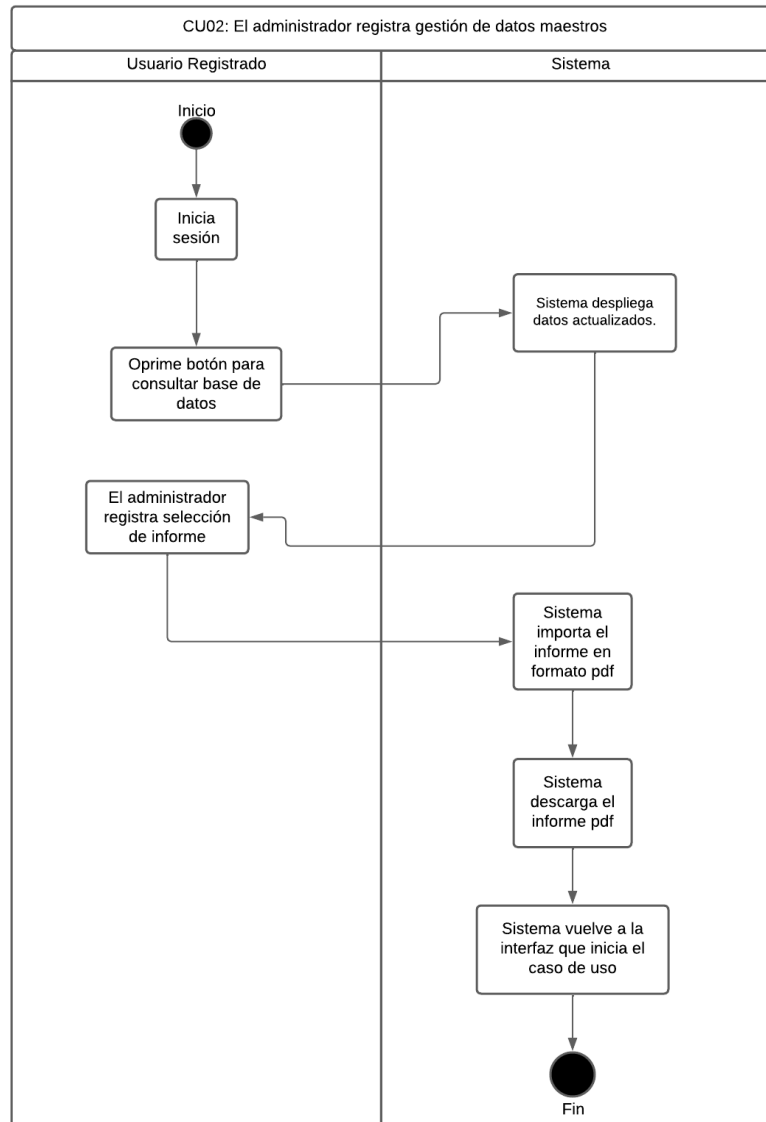 CU02: El administrador registra gestión de datos maestros
Usuario Registrado
Sistema
Inicio
Inicia
sesión
Sistema despliega
datos actualizados.
Oprime botón para
consultar base de
datos
El administrador
registra selección
de informe
Sistema
importa el
informe en
formato pdf
Sistema
descarga el
informe pdf
Sistema vuelve a la
interfaz que inicia el
caso de uso
Fin